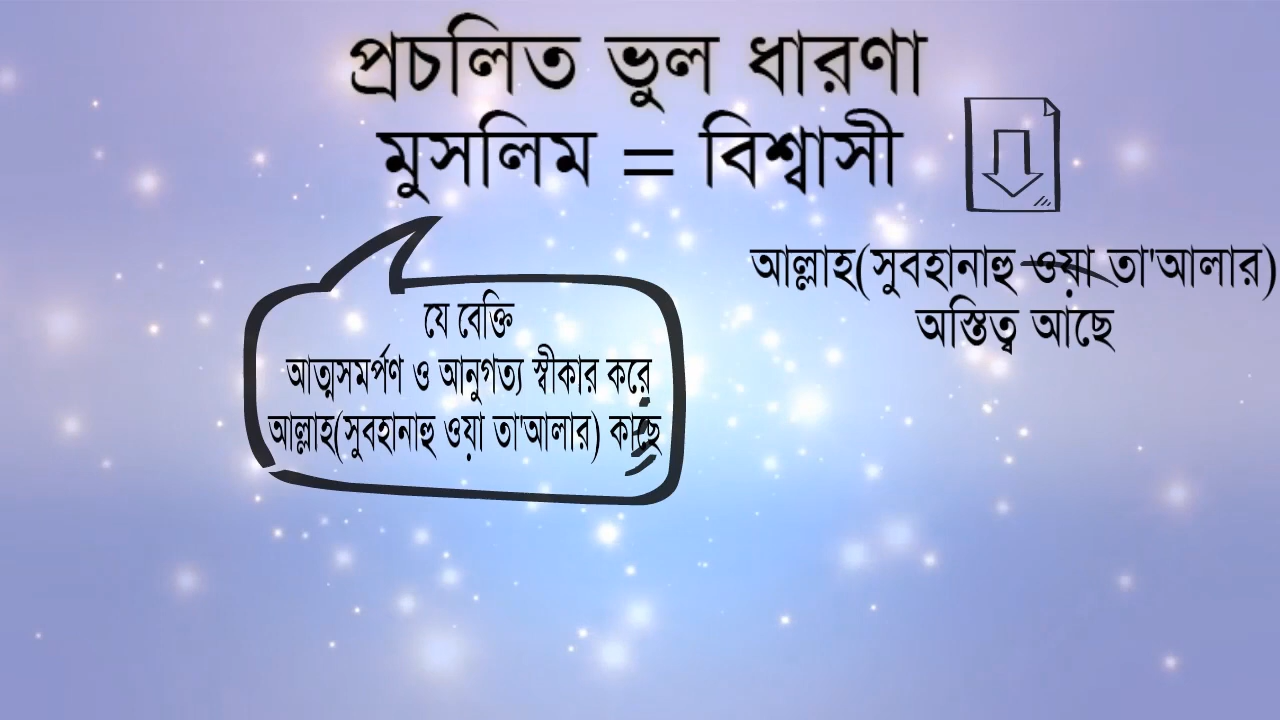 প্রচলিত ভুল ধারণা
মুসলিম = বিশ্বাসী
যে বেক্তি
আত্মসমর্পণ ও আনুগত্য স্বীকার করে
আল্লাহ(সুবহানাহু ওয়া তা'আলার) কাছে
আল্লাহ(সুবহানাহু ওয়া তা'আলার)
অস্তিত্ব আছে